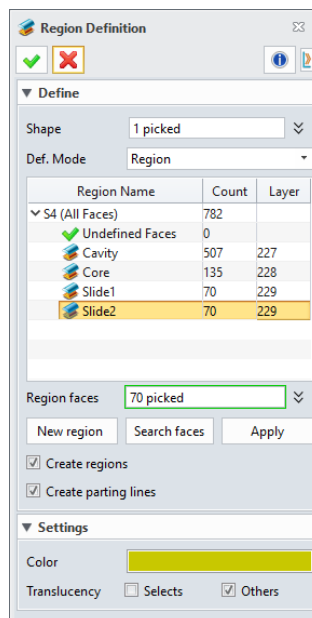 Region Definition
Define
Shape 1 picked
Def. Mode Region
Region Name Count Layer
S4 (All Faces) 782
Undefined Faces 0
Cavity 507 227
Core 135 228
Slide1 70 229
Slide2 70 229
Region faces 70 picked
New region Search faces Apply
Create regions
Create parting lines
Settings
Color
Translucency Selects Others